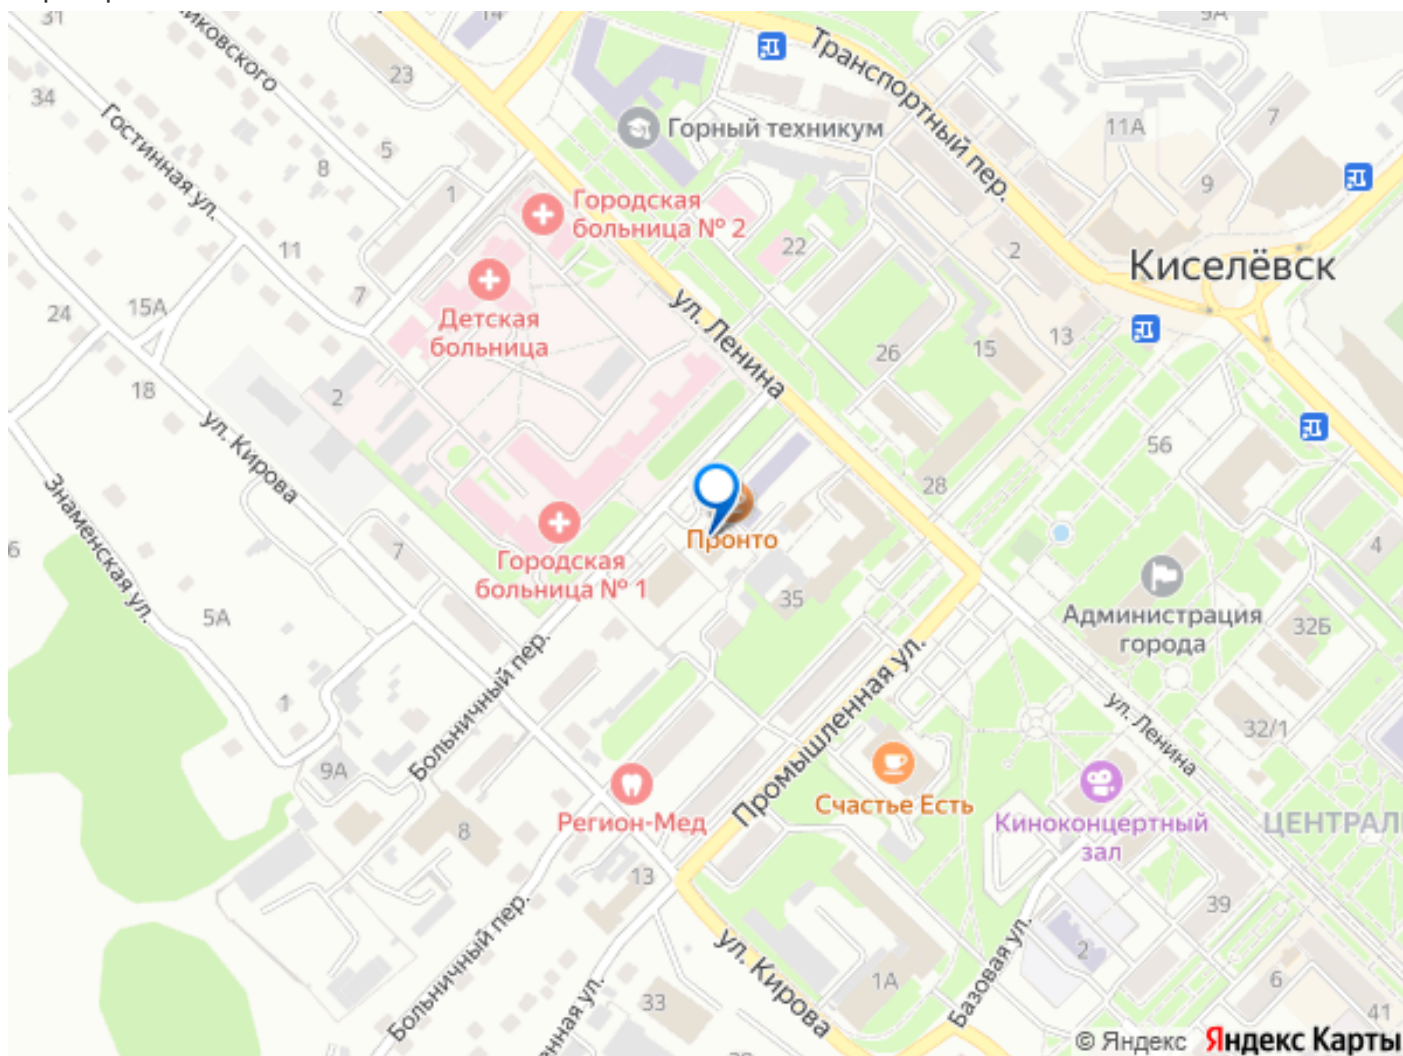 31
14
9А
23
34
Транспортный пер.
Гостинная ул.
Горный техникум
11А
7
5
8
1
9
Городская
больница № 2
22
2
Киселёвск
11
7
15А
24
Детская
больница
ул. Ленина
13
15
26
18
2
ул. Кирова
56
28
Пронто
4
Знаменская ул.
7
Городская
больница № 1
35
Администрация
города
5А
32Б
Больничный пер.
Промышленная ул.
1
ул. Ленина
32/1
9А
Счастье Есть
Регион-Мед
Киноконцертный
зал
8
13
39
Больничный пер.
ул. Кирова
Базовая ул.
2
1А
6
33
41
© Яндекс Яндекс Карты